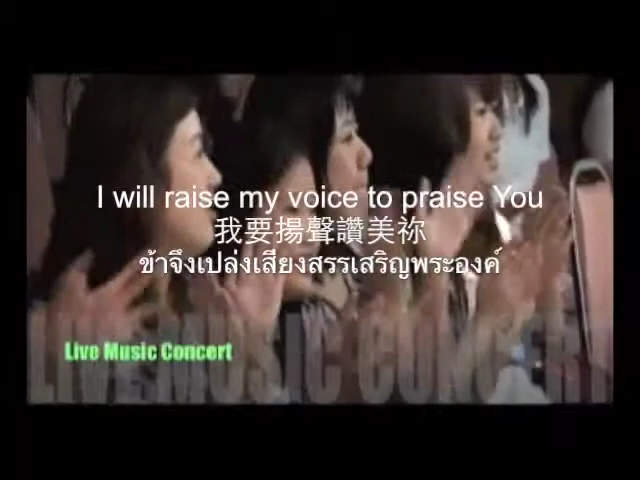 I will raise my voice to praise You
我要揚聲讚美祢
ข้าจึงเปล่งเสียงสรรเสริญพระองค์
Live Music Concert
LIVE MUSIC CONCERT